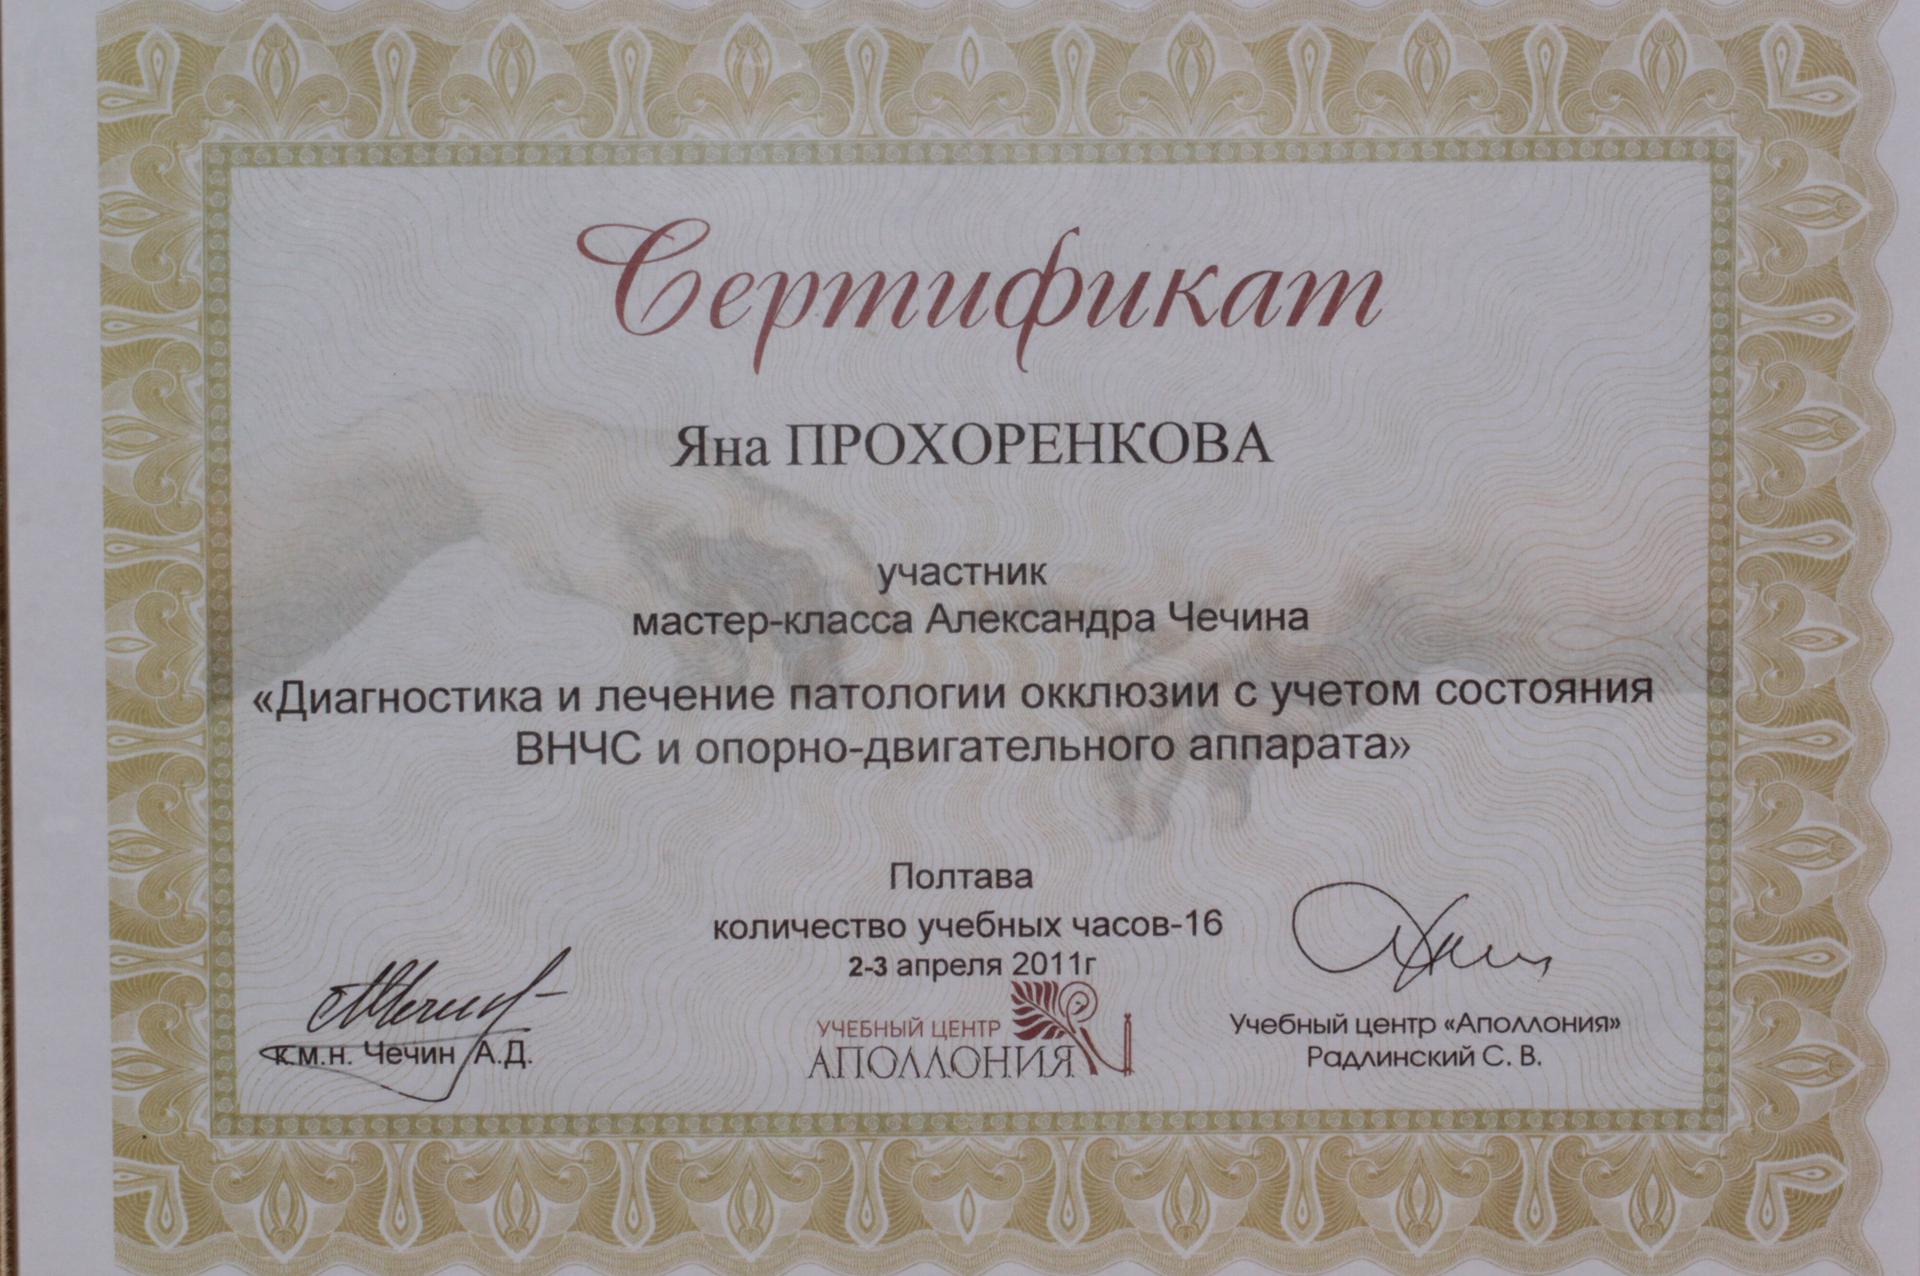 Сертификат
Яна ПРОХОРЕНКОВА
участник
мастер-класса Александра Чечина
«Диагностика и лечение патологии окклюзии с учетом состояния
ВНЧС и опорно-двигательного аппарата»
Полтава
количество учебных часов-16
2-3 апреля 2011г
к.м.н. Чечин А.Д.
УЧЕБНЫЙ ЦЕНТР
АПОЛЛОНИЯ
Учебный центр «Аполлония»
Радлинский С. В.